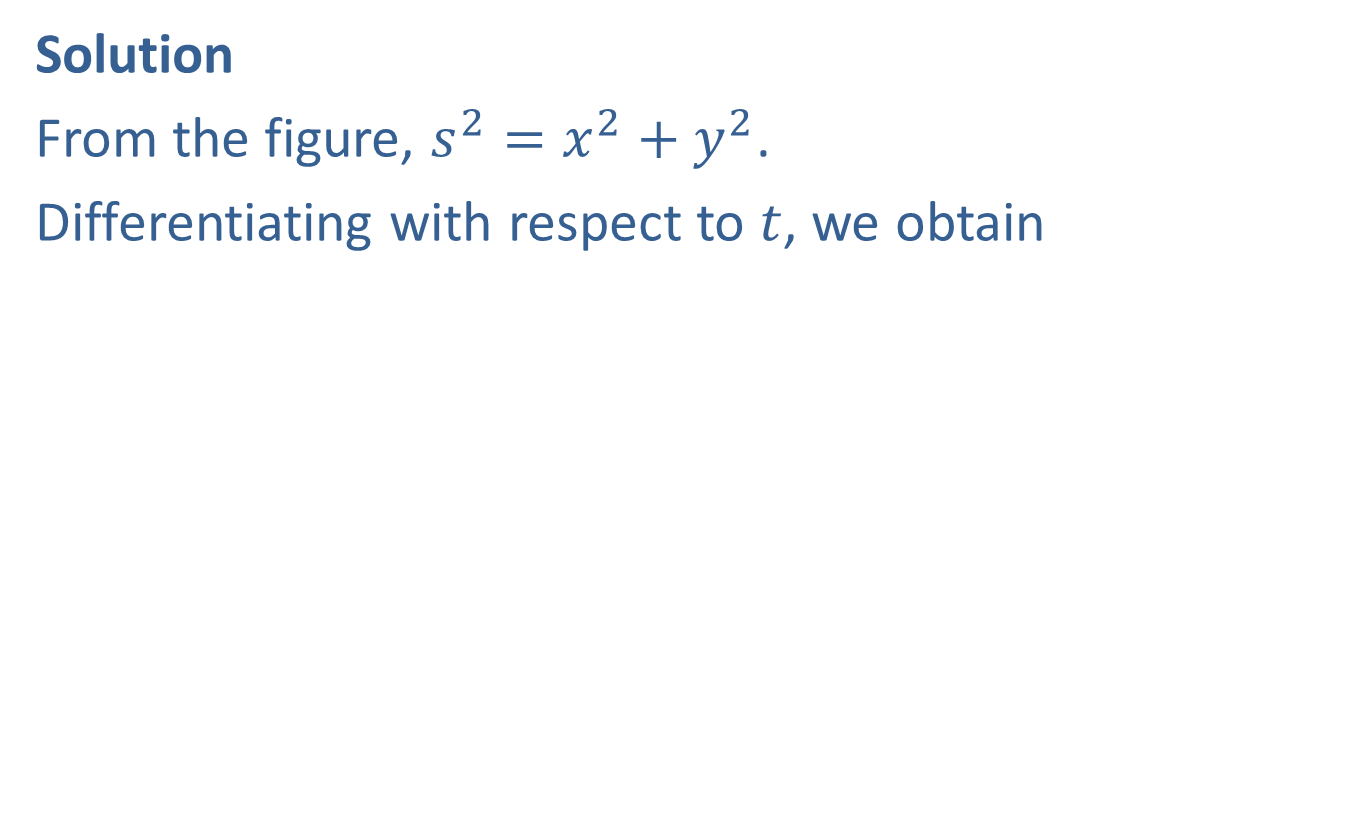 Solution
From the figure, 𝑠² = 𝑥² + 𝑦².
Differentiating with respect to 𝑡, we obtain